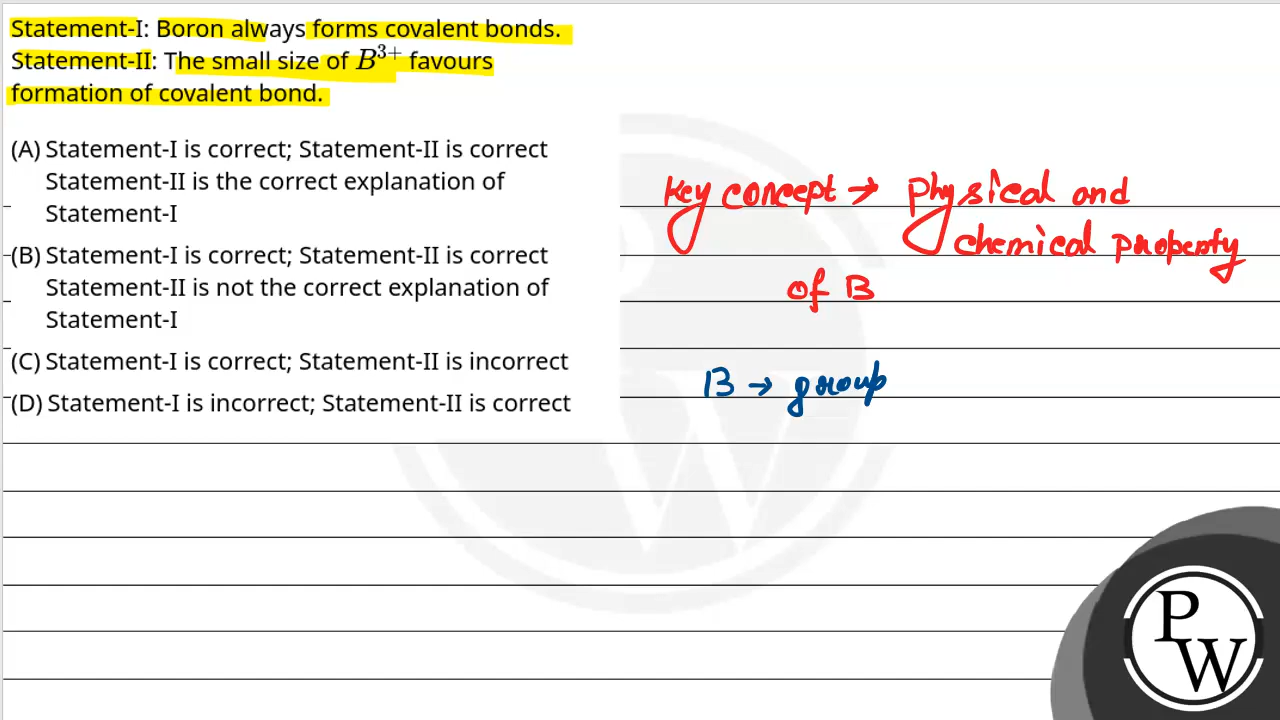 Statement-I: Boron always forms covalent bonds.
Statement-II: The small size of B³⁺ favours
formation of covalent bond.
(A) Statement-I is correct; Statement-II is correct
Statement-II is the correct explanation of
Statement-I
(B) Statement-I is correct; Statement-II is correct
Statement-II is not the correct explanation of
Statement-I
(C) Statement-I is correct; Statement-II is incorrect
(D) Statement-I is incorrect; Statement-II is correct
Key concept → Physical and
chemical property
of B
B → group
PW